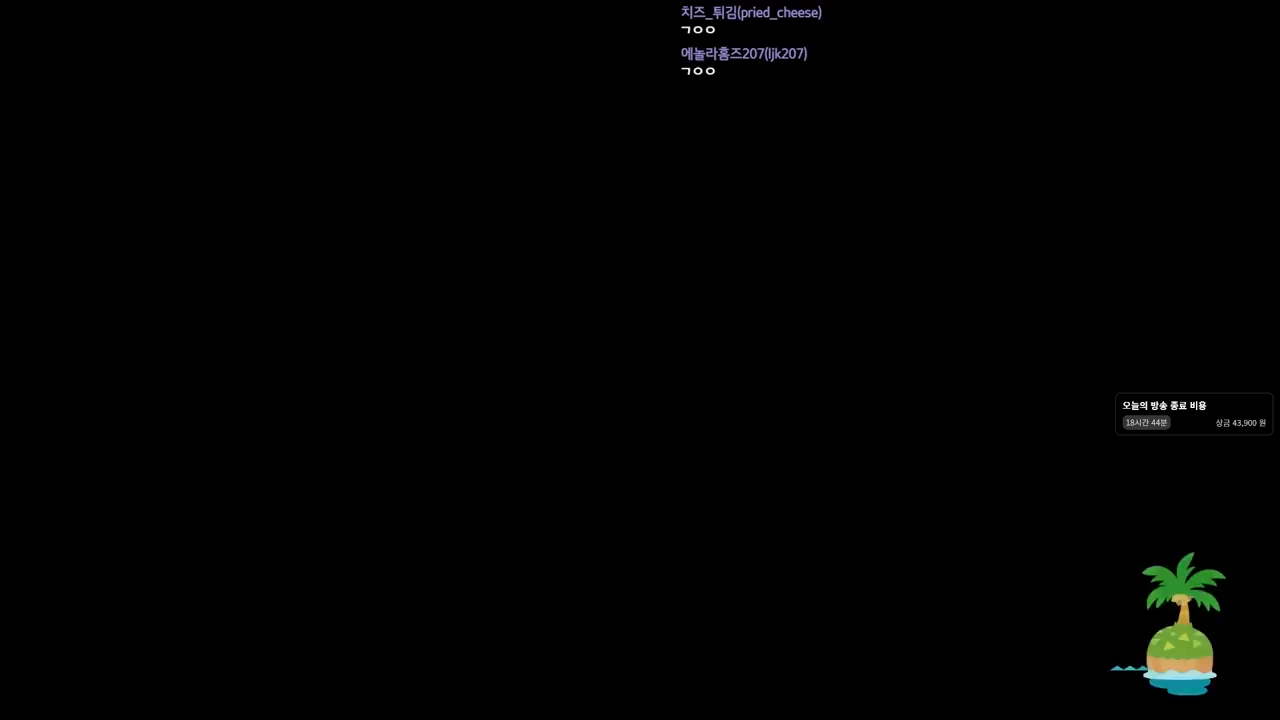 치즈_튀김(pried_cheese)
ㄱㅇㅇ
에놀라홈즈207(ljk207)
ㄱㅇㅇ
오늘의 방송 종료 비용
18시간 44분
상금 43,900 원